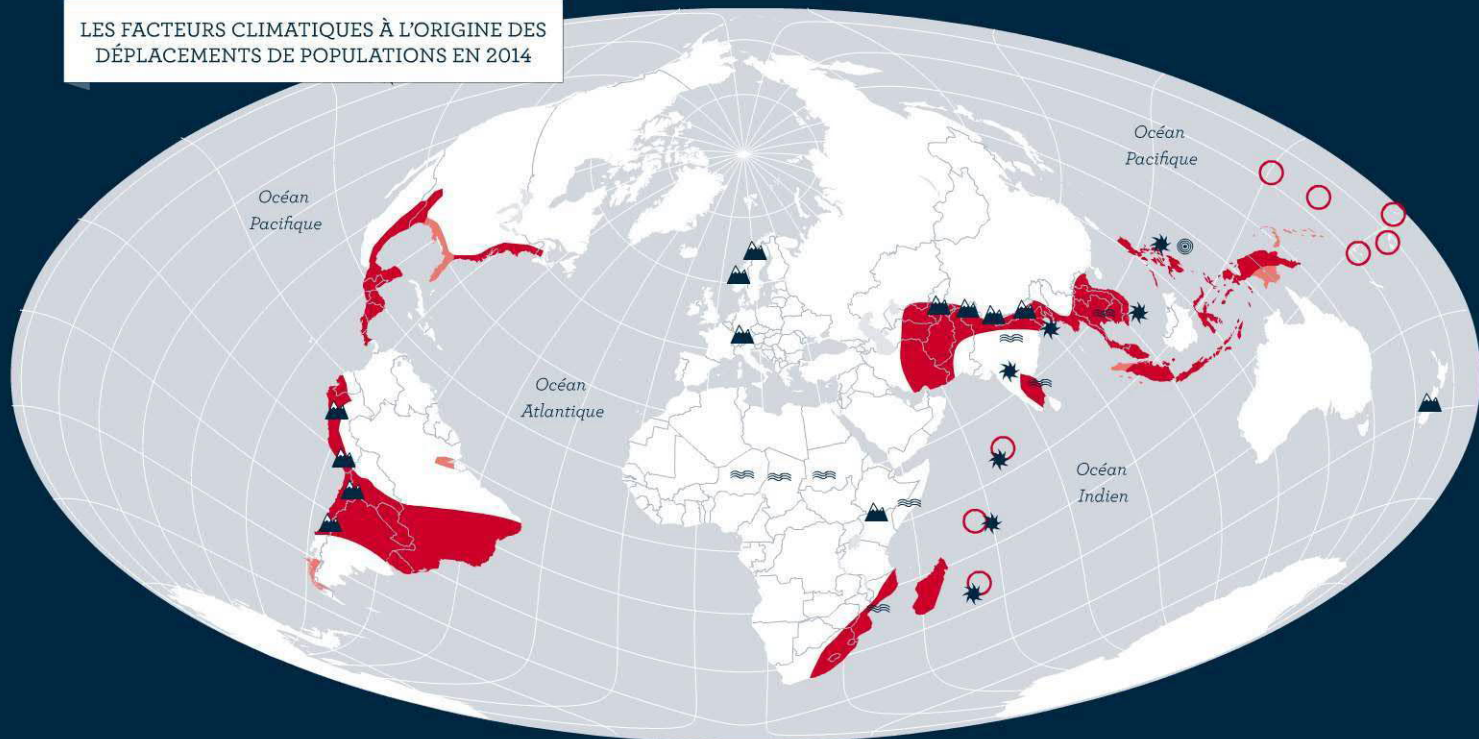 LES FACTEURS CLIMATIQUES À L'ORIGINE DES
DÉPLACEMENTS DE POPULATIONS EN 2014
Océan
Pacifique
Océan
Pacifique
Océan
Atlantique
Océan
Indien